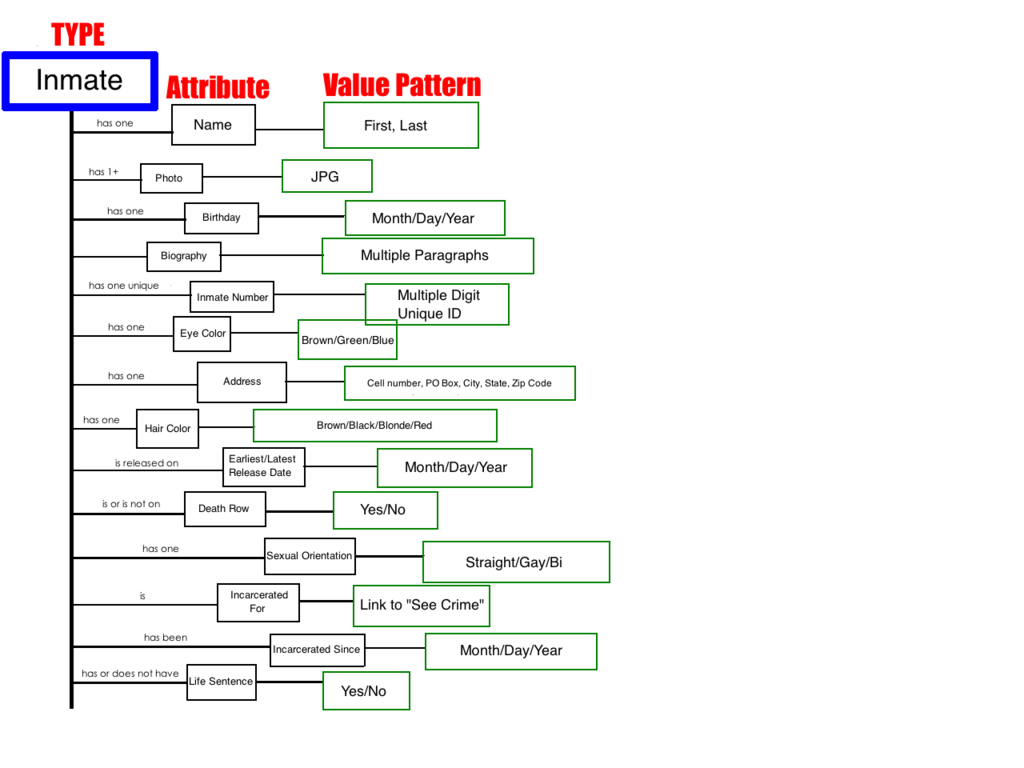 TYPE
Inmate
Attribute
Value Pattern
has one
Name
First, Last
has 1+
Photo
JPG
has one
Birthday
Month/Day/Year
Biography
Multiple Paragraphs
has one unique
Inmate Number
Multiple Digit
Unique ID
has one
Eye Color
Brown/Green/Blue
has one
Address
Cell number, PO Box, City, State, Zip Code
has one
Hair Color
Brown/Black/Blonde/Red
is released on
Earliest/Latest
Release Date
Month/Day/Year
is or is not on
Death Row
Yes/No
has one
Sexual Orientation
Straight/Gay/Bi
is
Incarcerated
For
Link to "See Crime"
has been
Incarcerated Since
Month/Day/Year
has or does not have
Life Sentence
Yes/No